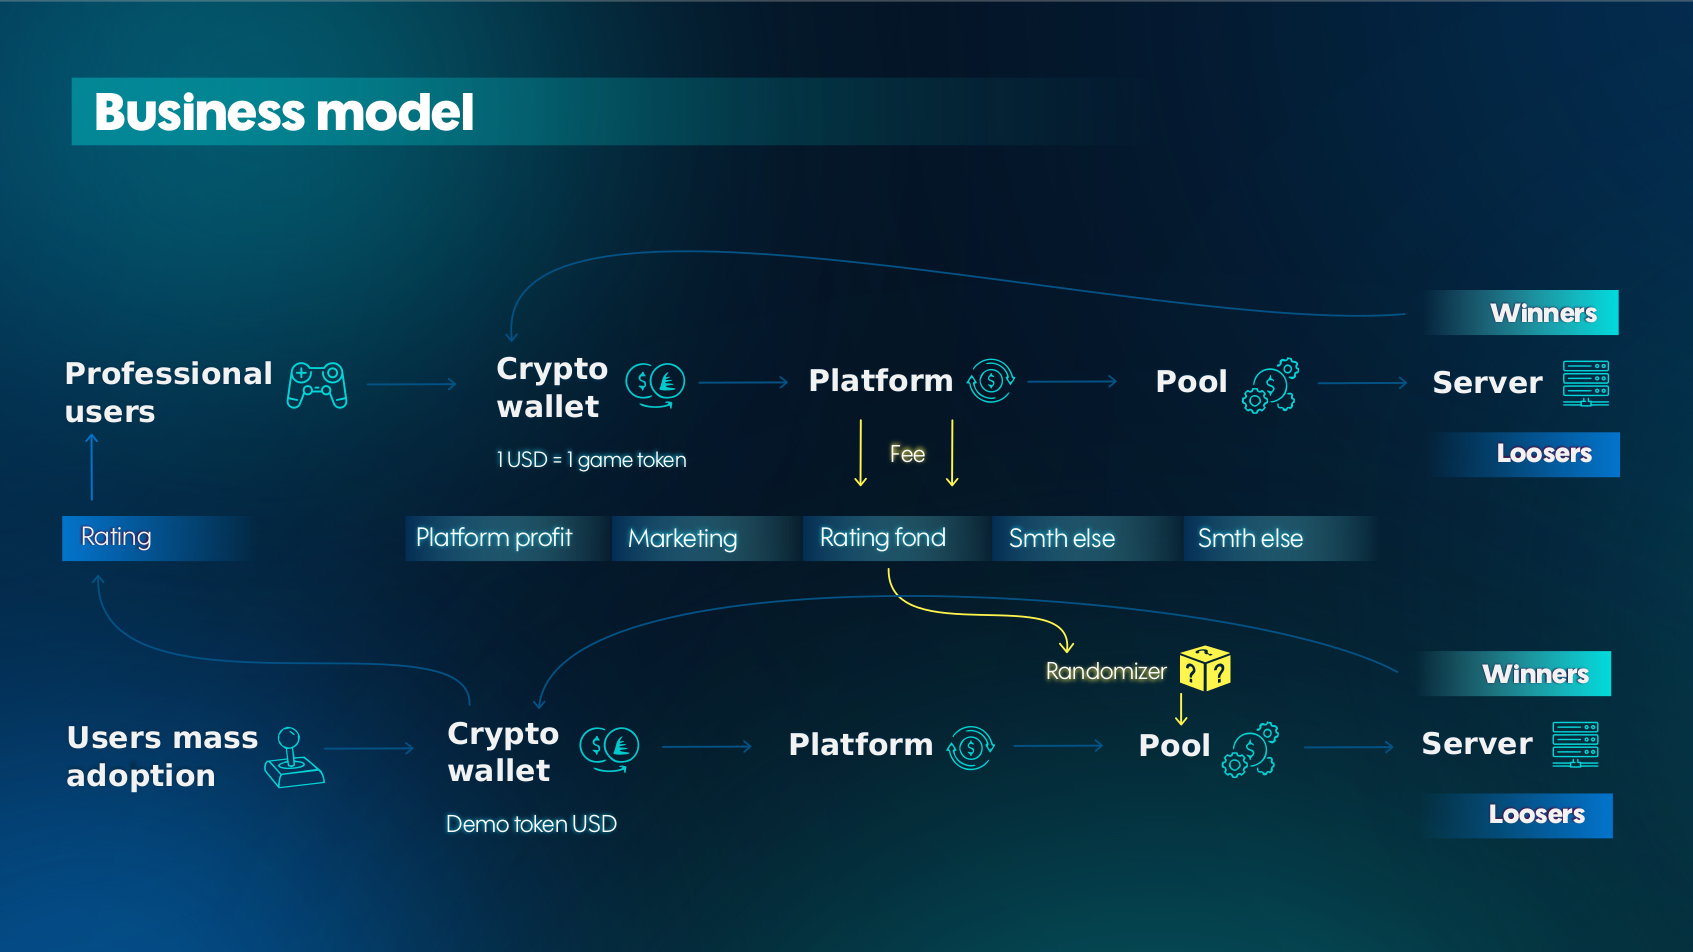 Business model
Winners
Professional
users
Crypto
wallet
Platform
Pool
Server
1 USD = 1 game token
Fee
Loosers
Rating
Platform profit
Marketing
Rating fond
Smth else
Smth else
Randomizer
? ?
Winners
Users mass
adoption
Crypto
wallet
Platform
Pool
Server
Demo token USD
Loosers